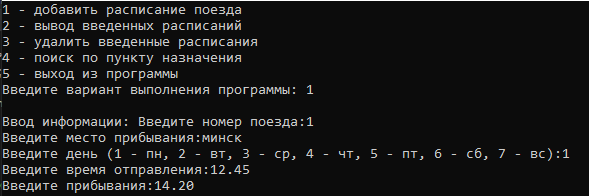 1 - добавить расписание поезда
2 - вывод введенных расписаний
3 - удалить введенные расписания
4 - поиск по пункту назначения
5 - выход из программы
Введите вариант выполнения программы: 1
Ввод информации: Введите номер поезда:1
Введите место прибывания:минск
Введите день (1 - пн, 2 - вт, 3 - ср, 4 - чт, 5 - пт, 6 - сб, 7 - вс):1
Введите время отправления:12.45
Введите прибывания:14.20